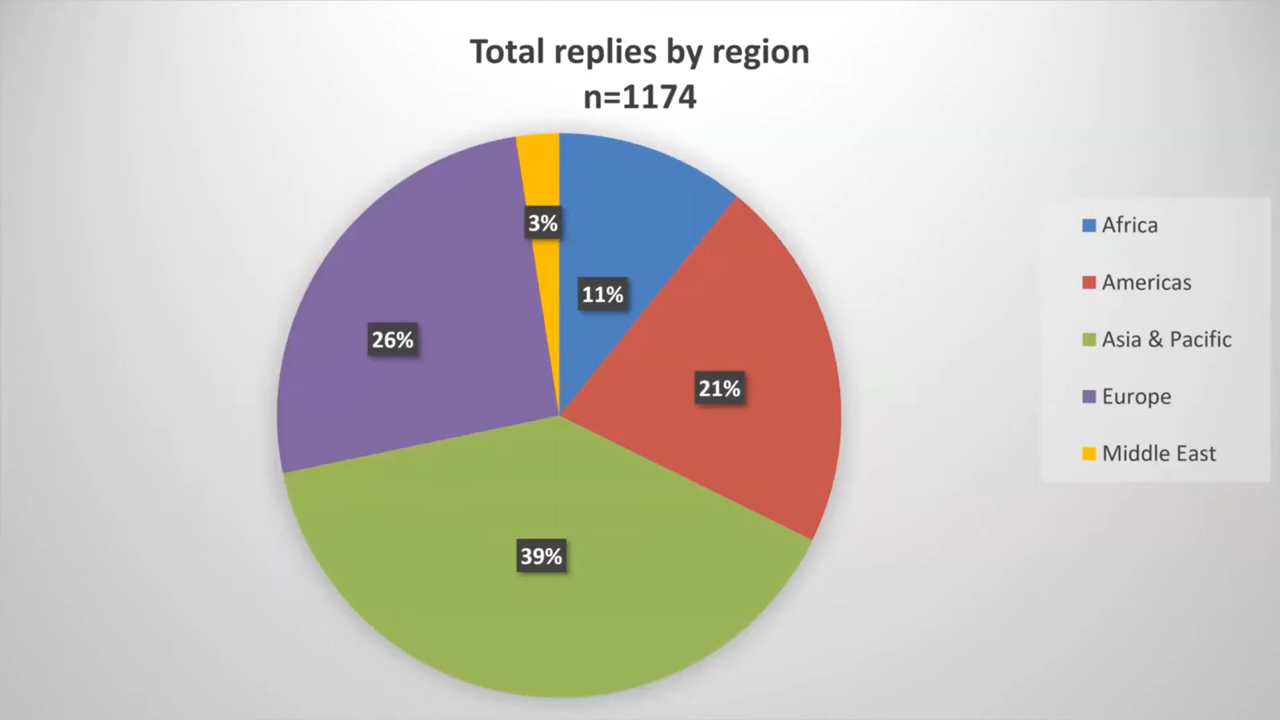 Total replies by region
n=1174
3%
11%
26%
21%
39%
Africa
Americas
Asia & Pacific
Europe
Middle East